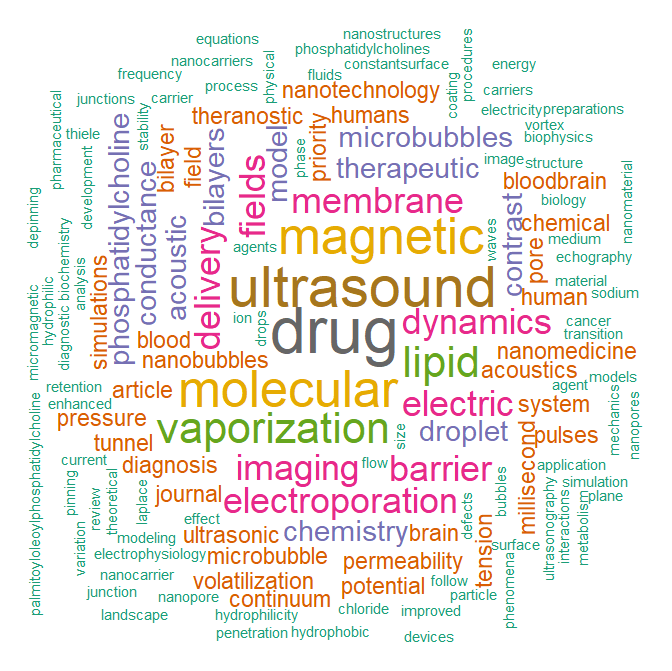 nanostructures
equations
phosphatidylcholines
nanocarriers
constantsurface
procedures
energy
frequency
process
physical
fluids
nanotechnology
coating
carriers
pharmaceutical
junctions
carrier
stability
theranostic
humans
priority
electricity
preparations
vortex
thiele
phosphatidylcholine
bilayer
bilayers
model
microbubbles
biophysics
development
conductance
field
fields
phase
therapeutic
image
structure
bloodbrain
depinning
acoustic
membrane
waves
contrast
biology
nanomaterial
diagnostic
biochemistry
delivery
agents
magnetic
pore
chemical
medium
echography
hydrophilic
analysis
simulations
ultrasound
human
material
sodium
micromagnetic
ion
drops
drug
dynamics
cancer
transition
blood
nanobubbles
lipid
nanomedicine
acoustics
retention
article
molecular
electric
agent
models
enhanced
system
mechanics
nanopores
palmitoyloleoylphosphatidylcholine
pressure
vaporization
size
droplet
millisecond
pulses
tunnel
current
diagnosis
imaging
flow
barrier
application
pinning
review
theoretical
laplace
journal
electroporation
defects
bubbles
simulation
plane
variation
effect
modeling
ultrasonic
chemistry
brain
tension
surface
ultrasonography
interactions
metabolism
electrophysiology
microbubble
permeability
nanocarrier
volatilization
potential
follow
phenomena
junction
nanopore
continuum
particle
landscape
hydrophilicity
chloride
improved
penetration
hydrophobic
devices